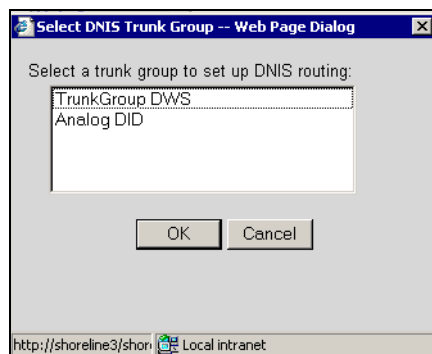 Select DNIS Trunk Group -- Web Page Dialog
Select a trunk group to set up DNIS routing:
TrunkGroup DWS
Analog DID
OK Cancel
http://shoreline3/shor Local intranet